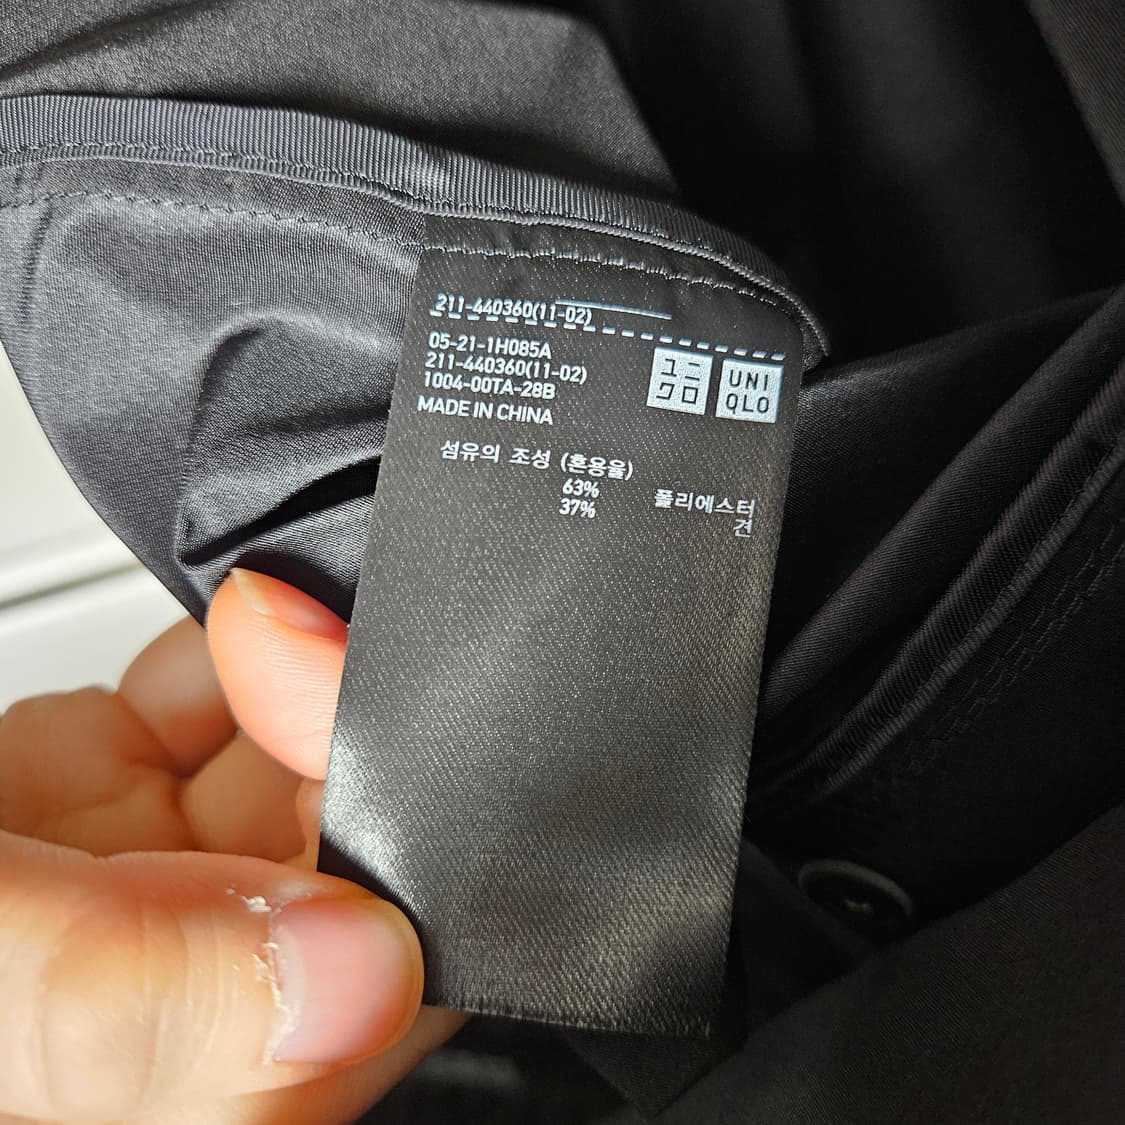 211-440360(11-02)
05-21-1H085A
211-440360(11-02)
1004-00TA-28B
MADE IN CHINA
ユニ
クロ
UNI
QLO
섬유의 조성 (혼용율)
63% 폴리에스터
37% 견